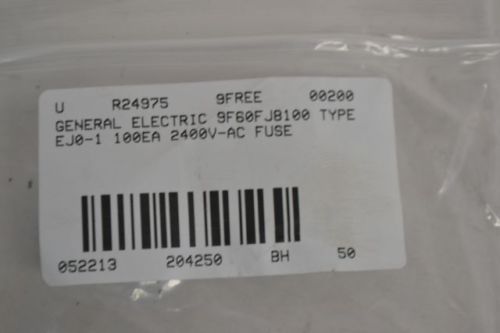 U R24975 9FREE 00200
GENERAL ELECTRIC 9F60FJB100 TYPE
EJ0-1 100EA 2400V-AC FUSE
052213 204250 BH 50